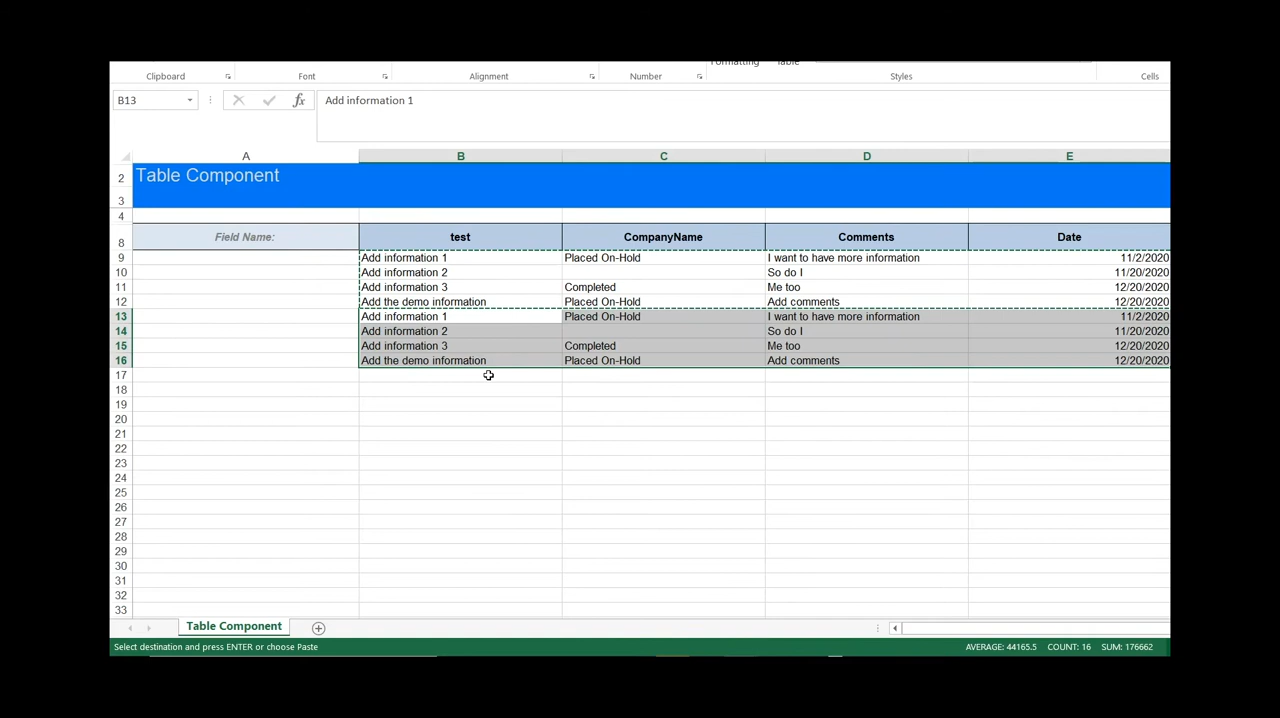 Formatting Table
Clipboard Font Alignment Number Styles Cells
B13 fx Add information 1
A B C D E
2 Table Component
3
4
8 Field Name: test CompanyName Comments Date
9 Add information 1 Placed On-Hold I want to have more information 11/2/2020
10 Add information 2 So do I 11/20/2020
11 Add information 3 Completed Me too 12/20/2020
12 Add the demo information Placed On-Hold Add comments 12/20/2020
13 Add information 1 Placed On-Hold I want to have more information 11/2/2020
14 Add information 2 So do I 11/20/2020
15 Add information 3 Completed Me too 12/20/2020
16 Add the demo information Placed On-Hold Add comments 12/20/2020
17
18
19
20
21
22
23
24
25
26
27
28
29
30
31
32
33
Table Component
Select destination and press ENTER or choose Paste AVERAGE: 44165.5 COUNT: 16 SUM: 176662